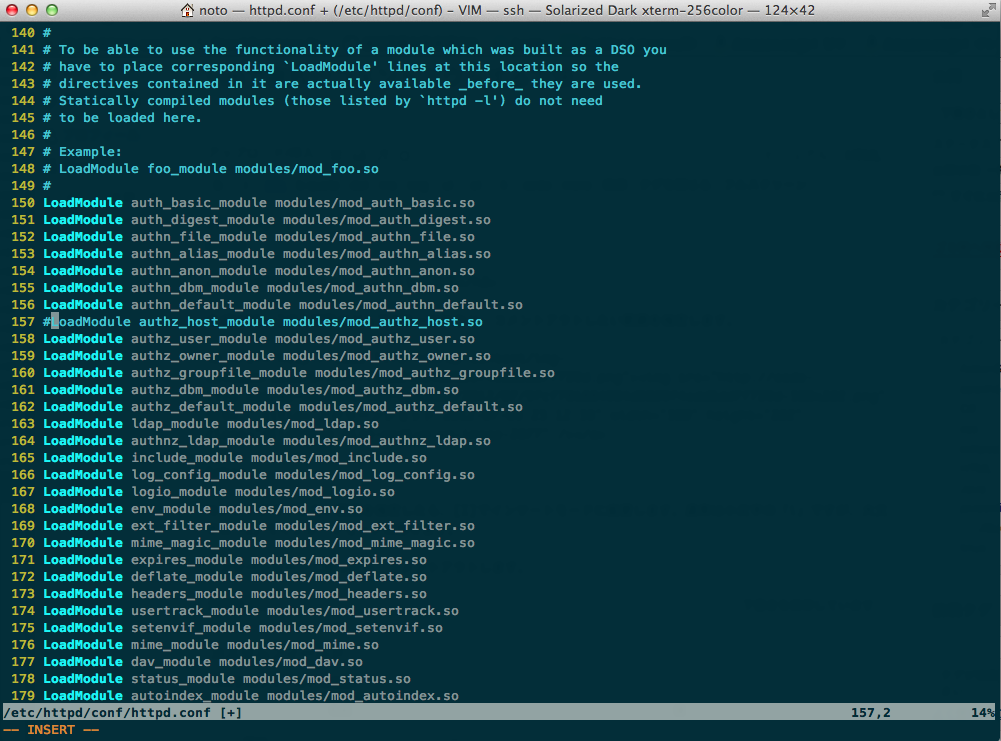 noto — httpd.conf + (/etc/httpd/conf) – VIM — ssh — Solarized Dark xterm-256color — 124×42
140 #
141 # To be able to use the functionality of a module which was built as a DSO you
142 # have to place corresponding `LoadModule' lines at this location so the
143 # directives contained in it are actually available _before_ they are used.
144 # Statically compiled modules (those listed by `httpd -l') do not need
145 # to be loaded here.
146 #
147 # Example:
148 # LoadModule foo_module modules/mod_foo.so
149 #
150 LoadModule auth_basic_module modules/mod_auth_basic.so
151 LoadModule auth_digest_module modules/mod_auth_digest.so
152 LoadModule authn_file_module modules/mod_authn_file.so
153 LoadModule authn_alias_module modules/mod_authn_alias.so
154 LoadModule authn_anon_module modules/mod_authn_anon.so
155 LoadModule authn_dbm_module modules/mod_authn_dbm.so
156 LoadModule authn_default_module modules/mod_authn_default.so
157 #LoadModule authz_host_module modules/mod_authz_host.so
158 LoadModule authz_user_module modules/mod_authz_user.so
159 LoadModule authz_owner_module modules/mod_authz_owner.so
160 LoadModule authz_groupfile_module modules/mod_authz_groupfile.so
161 LoadModule authz_dbm_module modules/mod_authz_dbm.so
162 LoadModule authz_default_module modules/mod_authz_default.so
163 LoadModule ldap_module modules/mod_ldap.so
164 LoadModule authnz_ldap_module modules/mod_authnz_ldap.so
165 LoadModule include_module modules/mod_include.so
166 LoadModule log_config_module modules/mod_log_config.so
167 LoadModule logio_module modules/mod_logio.so
168 LoadModule env_module modules/mod_env.so
169 LoadModule ext_filter_module modules/mod_ext_filter.so
170 LoadModule mime_magic_module modules/mod_mime_magic.so
171 LoadModule expires_module modules/mod_expires.so
172 LoadModule deflate_module modules/mod_deflate.so
173 LoadModule headers_module modules/mod_headers.so
174 LoadModule usertrack_module modules/mod_usertrack.so
175 LoadModule setenvif_module modules/mod_setenvif.so
176 LoadModule mime_module modules/mod_mime.so
177 LoadModule dav_module modules/mod_dav.so
178 LoadModule status_module modules/mod_status.so
179 LoadModule autoindex_module modules/mod_autoindex.so
/etc/httpd/conf/httpd.conf [+] 157,2 14%
-- INSERT --